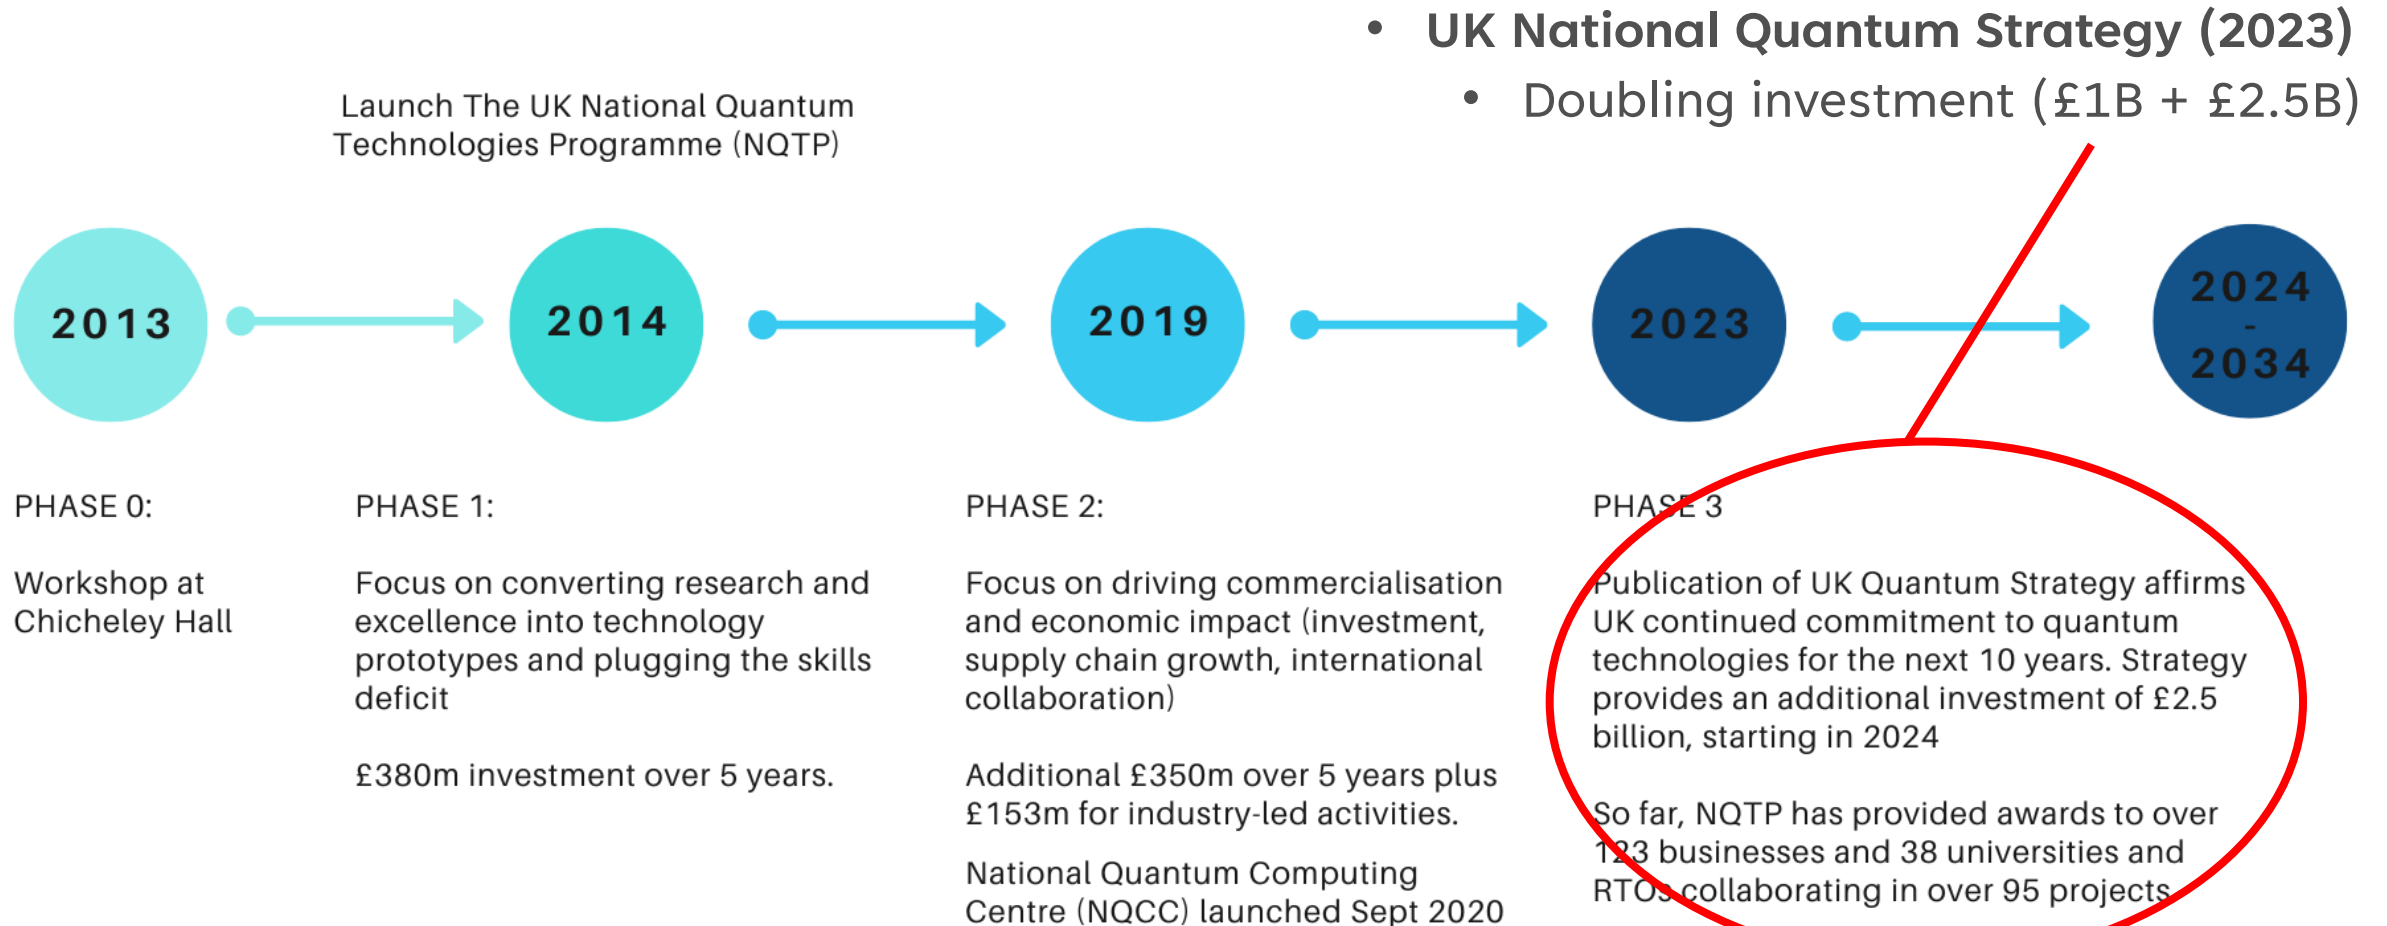 • UK National Quantum Strategy (2023)
• Doubling investment (£1B + £2.5B)
Launch The UK National Quantum
Technologies Programme (NQTP)
2013
2014
2019
2023
2024
-
2034
PHASE 0:
Workshop at
Chicheley Hall
PHASE 1:
Focus on converting research and
excellence into technology
prototypes and plugging the skills
deficit
£380m investment over 5 years.
PHASE 2:
Focus on driving commercialisation
and economic impact (investment,
supply chain growth, international
collaboration)
Additional £350m over 5 years plus
£153m for industry-led activities.
National Quantum Computing
Centre (NQCC) launched Sept 2020
PHASE 3
Publication of UK Quantum Strategy affirms
UK continued commitment to quantum
technologies for the next 10 years. Strategy
provides an additional investment of £2.5
billion, starting in 2024
So far, NQTP has provided awards to over
123 businesses and 38 universities and
RTOs collaborating in over 95 projects